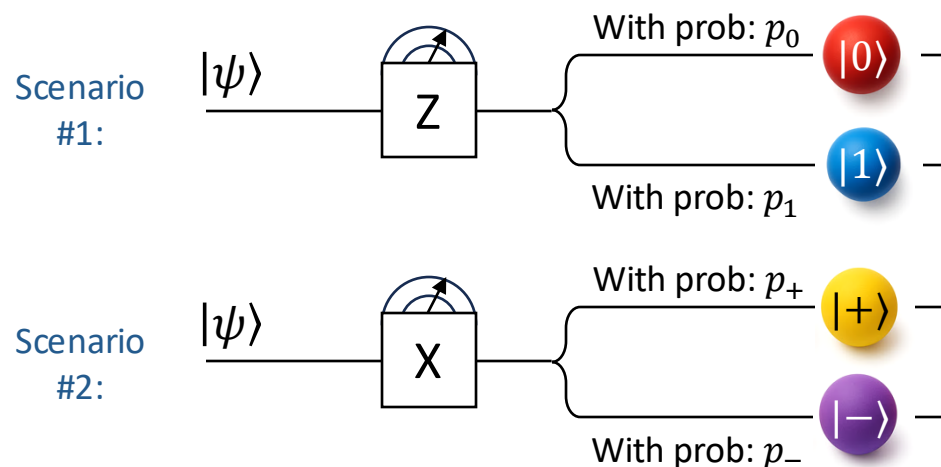 With prob: p₀
|0⟩
|ψ⟩
Scenario
#1:
Z
|1⟩
With prob: p₁
With prob: p₊
|+⟩
|ψ⟩
Scenario
#2:
X
|−⟩
With prob: p₋